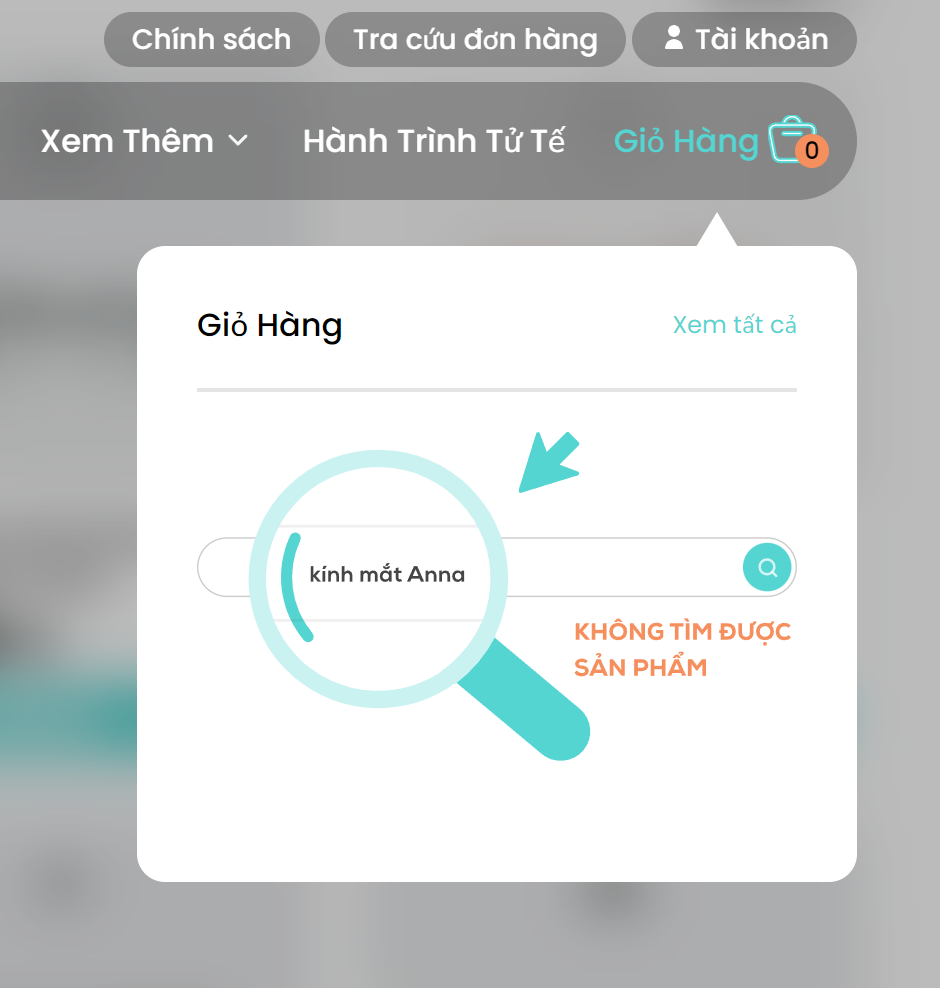 Chính sách
Tra cứu đơn hàng
Tài khoản
Xem Thêm
Hành Trình Tử Tế
Giỏ Hàng
0
Giỏ Hàng
Xem tất cả
kính mắt Anna
KHÔNG TÌM ĐƯỢC
SẢN PHẨM